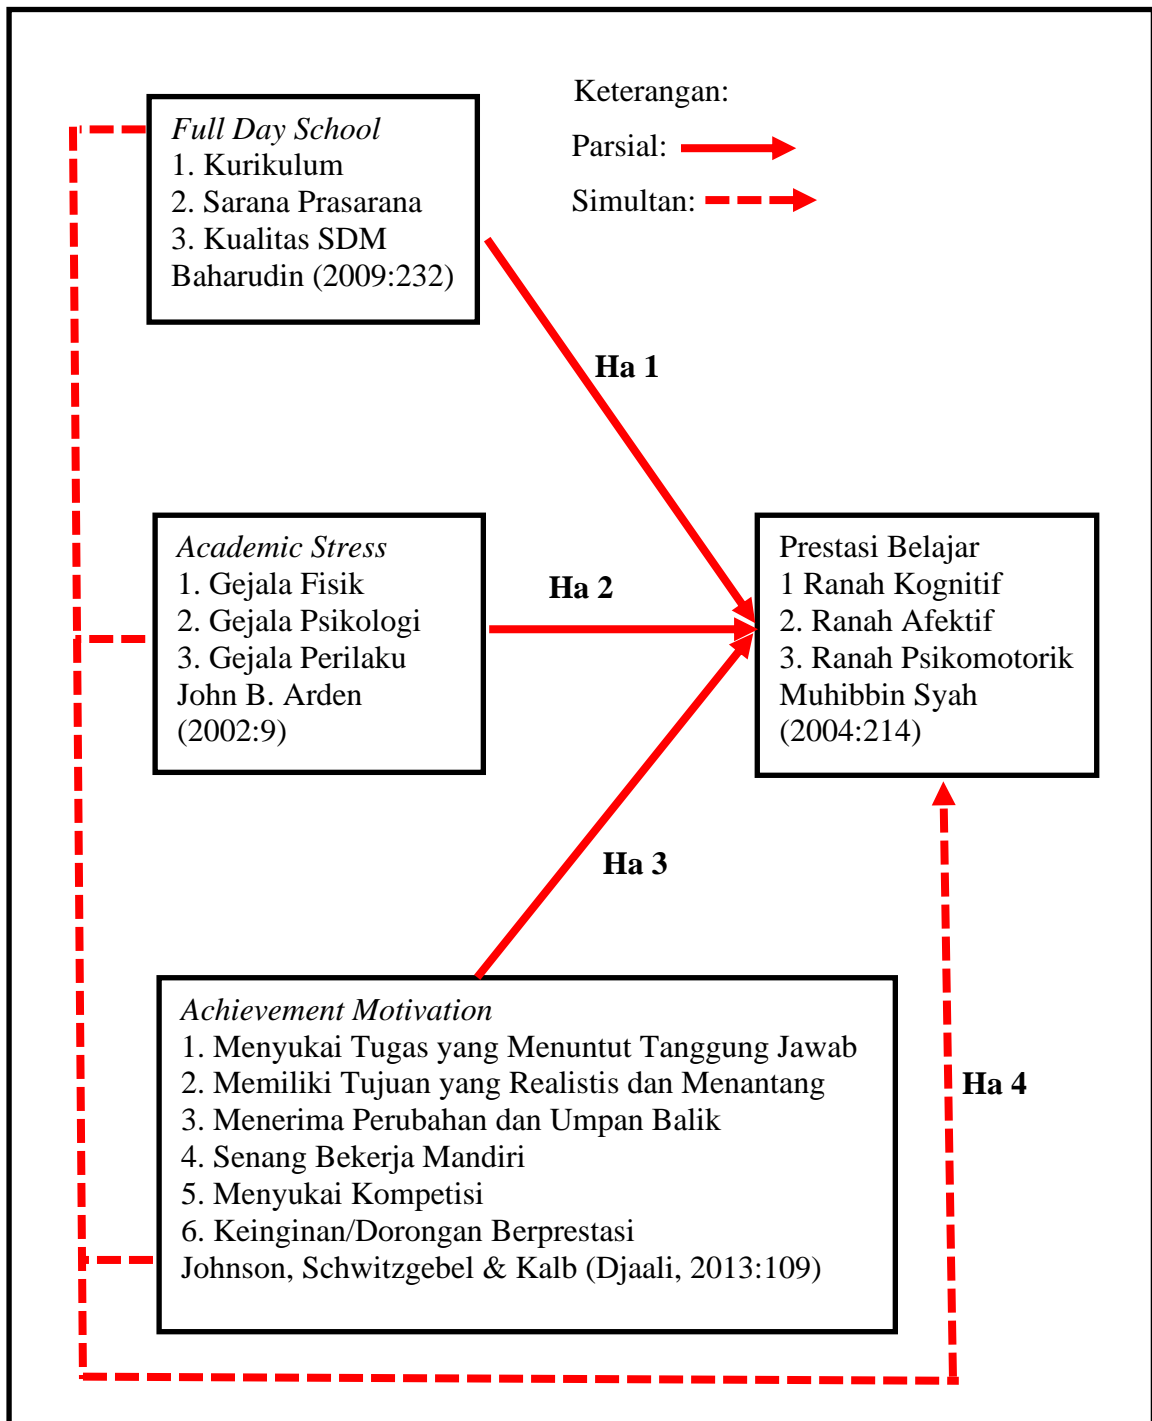 Keterangan:
Parsial:
Simultan:
Full Day School
1. Kurikulum
2. Sarana Prasarana
3. Kualitas SDM
Baharudin (2009:232)
Ha 1
Academic Stress
1. Gejala Fisik
2. Gejala Psikologi
3. Gejala Perilaku
John B. Arden
(2002:9)
Ha 2
Prestasi Belajar
1 Ranah Kognitif
2. Ranah Afektif
3. Ranah Psikomotorik
Muhibbin Syah
(2004:214)
Ha 3
Achievement Motivation
1. Menyukai Tugas yang Menuntut Tanggung Jawab
2. Memiliki Tujuan yang Realistis dan Menantang
3. Menerima Perubahan dan Umpan Balik
4. Senang Bekerja Mandiri
5. Menyukai Kompetisi
6. Keinginan/Dorongan Berprestasi
Johnson, Schwitzgebel & Kalb (Djaali, 2013:109)
Ha 4